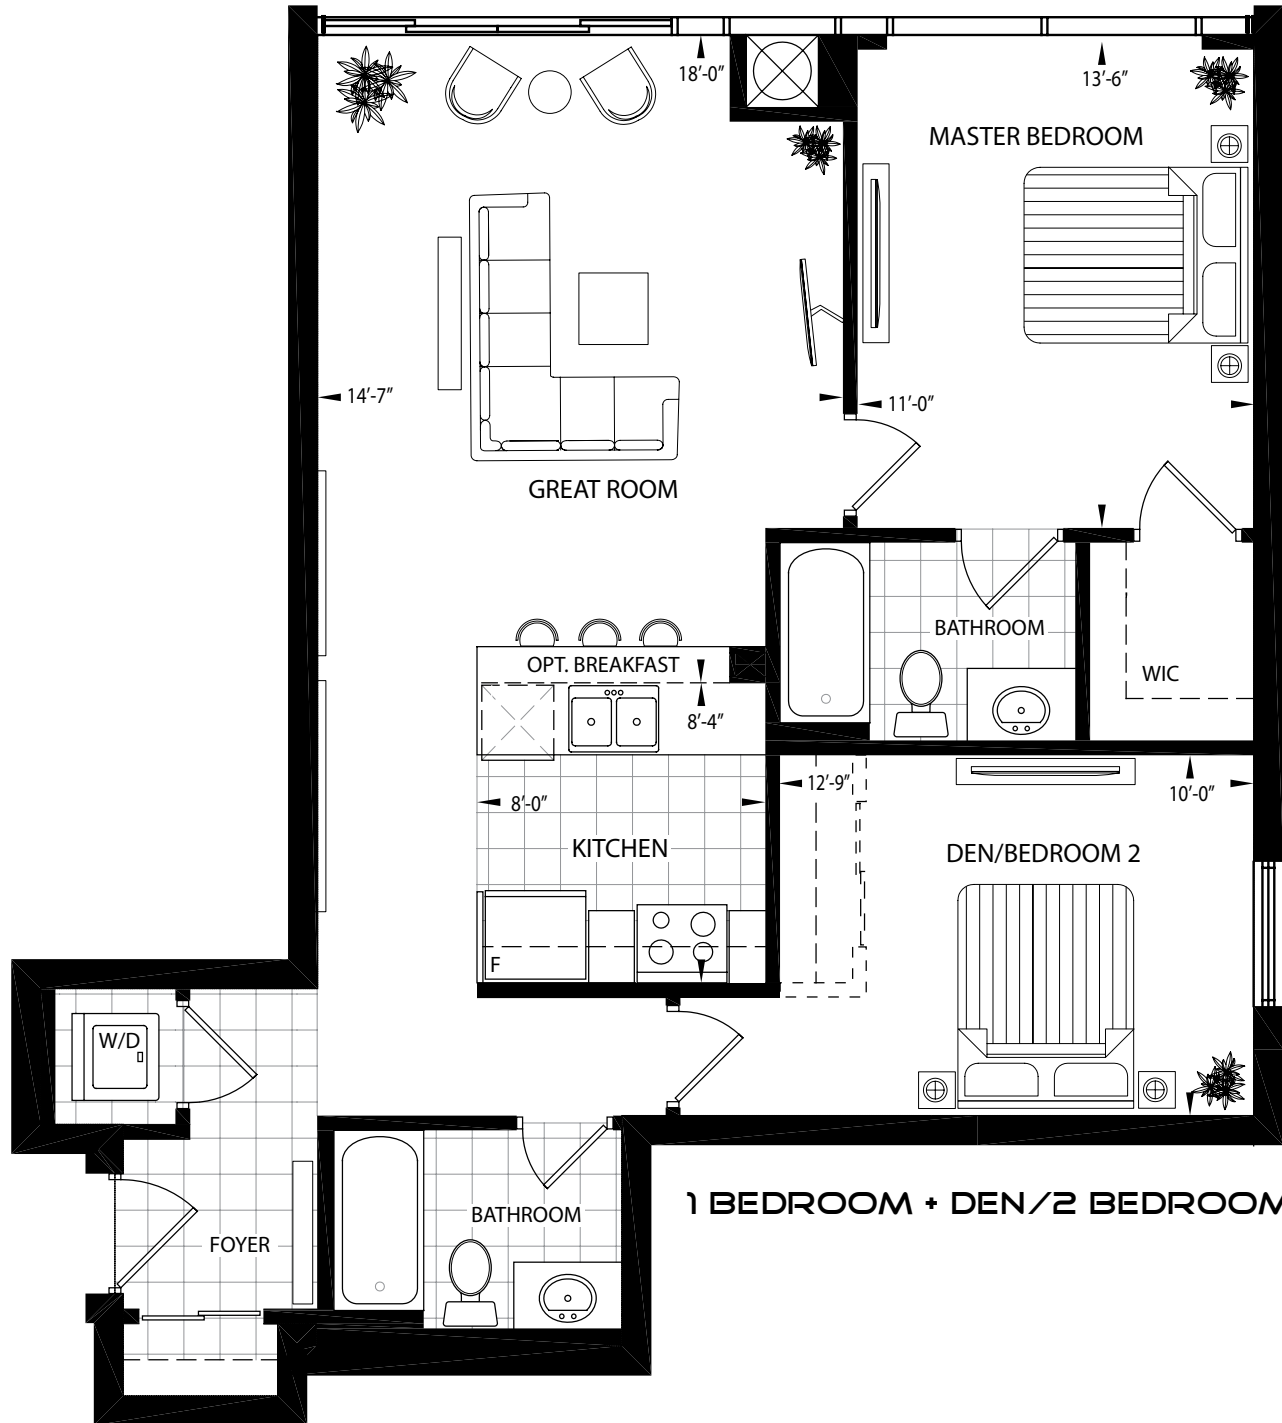 18'-0"
13'-6"
MASTER BEDROOM
14'-7"
11'-0"
GREAT ROOM
BATHROOM
OPT. BREAKFAST
WIC
8'-4"
12'-9"
10'-0"
8'-0"
KITCHEN
DEN/BEDROOM 2
F
W/D
1 BEDROOM + DEN/2 BEDROOM
BATHROOM
FOYER